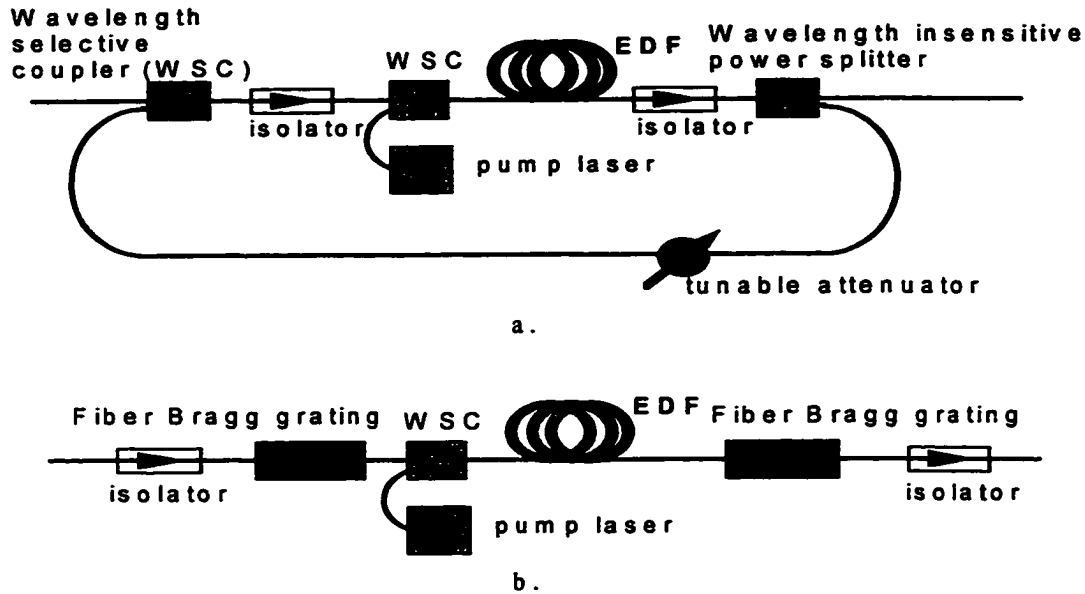 Wavelength
selective
coupler (WSC)
WSC
EDF
Wavelength insensitive
power splitter
isolator
isolator
pump laser
tunable attenuator
a.
Fiber Bragg grating
WSC
EDF
Fiber Bragg grating
isolator
isolator
pump laser
b.